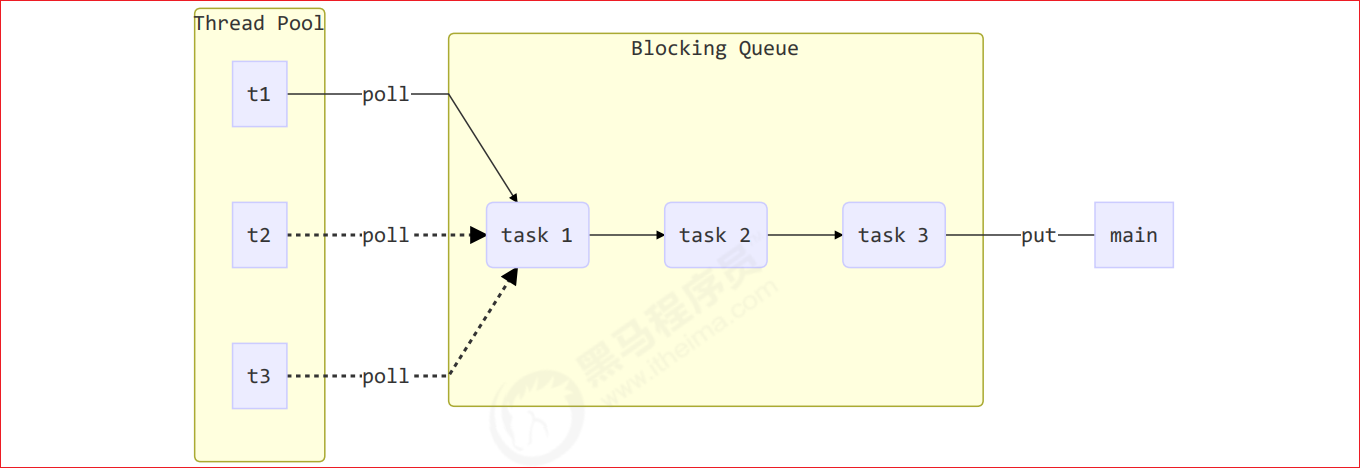 Thread Pool
Blocking Queue
t1
poll
t2
poll
task 1
task 2
task 3
put
main
t3
poll
黑马程序员
www.itheima.com